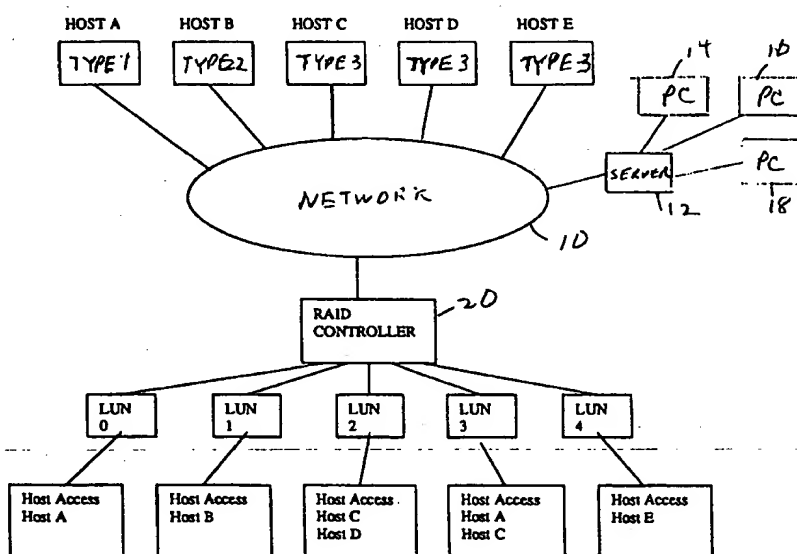 HOST A HOST B HOST C HOST D HOST E
TYPE 1 TYPE 22 TYPE 3 TYPE 3 TYPE 3
14 16
PC PC
SERVER PC
12 18
NETWORK
10
RAID
CONTROLLER
20
LUN
0
LUN
1
LUN
2
LUN
3
LUN
4
Host Access
Host A
Host Access
Host B
Host Access
Host C
Host D
Host Access
Host A
Host C
Host Access
Host E